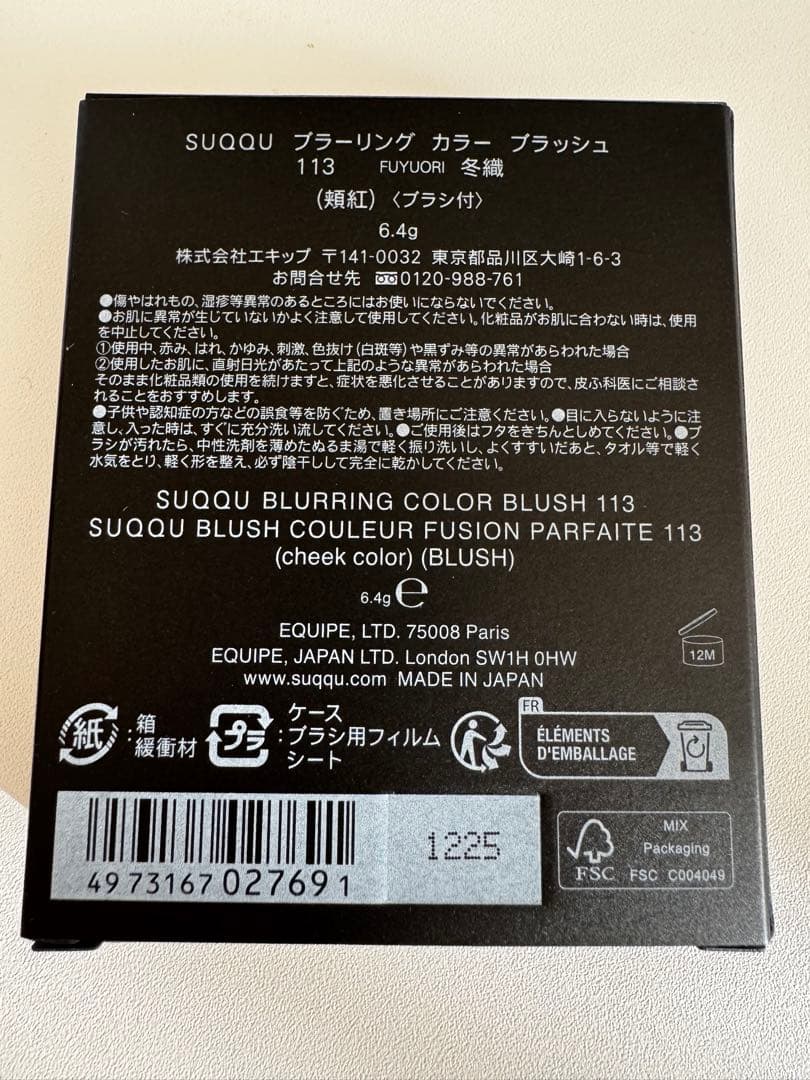 SUQQU ブラーリング カラー ブラッシュ
113 FUYUORI 冬織
(頬紅)〈ブラシ付〉
6.4g
株式会社エキップ 〒141-0032 東京都品川区大崎1-6-3
お問合せ先 0120-988-761
●傷やはれもの、湿疹等異常のあるところにはお使いにならないでください。
●お肌に異常が生じていないかよく注意して使用してください。化粧品がお肌に合わない時は、使用
を中止してください。
①使用中、赤み、はれ、かゆみ、刺激、色抜け(白斑等)や黒ずみ等の異常があらわれた場合
②使用したお肌に、直射日光があたって上記のような異常があらわれた場合
そのまま化粧品類の使用を続けますと、症状を悪化させることがありますので、皮ふ科医にご相談さ
れることをおすすめします。
●子供や認知症の方などの誤食等を防ぐため、置き場所にご注意ください。●目に入らないように注
意し、入った時は、すぐに充分洗い流してください。●ご使用後はフタをきちんとしめてください。●ブ
ラシが汚れたら、中性洗剤を薄めたぬるま湯で軽く振り洗いし、よくすすいだあと、タオル等で軽く
水気をとり、軽く形を整え、必ず陰干しして完全に乾かしてください。
SUQQU BLURRING COLOR BLUSH 113
SUQQU BLUSH COULEUR FUSION PARFAITE 113
(cheek color) (BLUSH)
6.4g ℮
EQUIPE, LTD. 75008 Paris
EQUIPE, JAPAN LTD. London SW1H 0HW
www.suqqu.com MADE IN JAPAN
12M
紙 : 箱
緩衝材
プラ : ケース
ブラシ用フィルム
シート
FR
ÉLÉMENTS
D'EMBALLAGE
4973167027691
1225
FSC
MIX
Packaging
FSC C004049